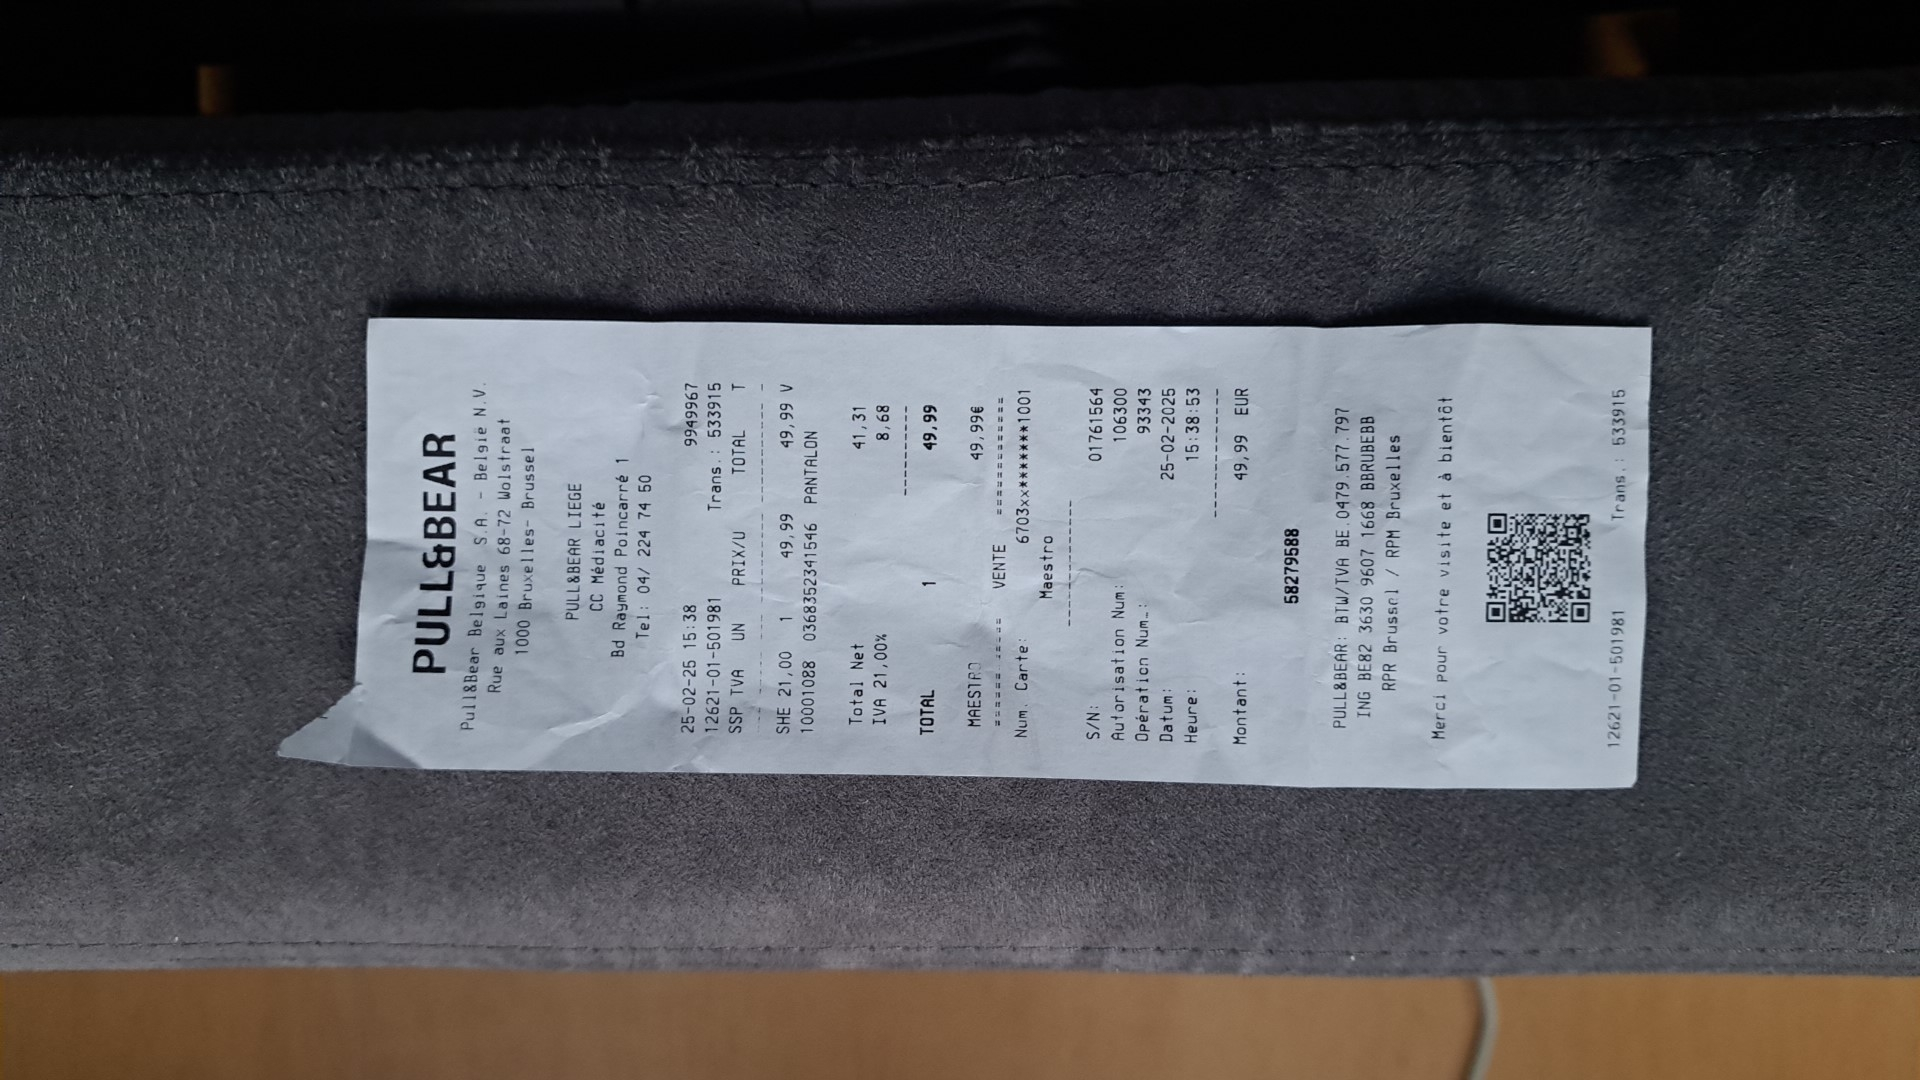 PULL&BEAR
Pull&Bear Belgique S.A. - België N.V.
Rue aux Laines 68-72 Wolstraat
1000 Bruxelles- Brussel
PULL&BEAR LIEGE
CC Médiacité
Bd Raymond Poincarré 1
Tel: 04/ 224 74 50
25-02-25 15:38 9949967
12621-01-501981 Trans.: 533915
SSP TVA UN PRIX/U TOTAL T
SHE 21,00 1 49,99 49,99 V
10001088 0368352341546 PANTALON
Total Net 41,31
IVA 21,00% 8,68
TOTAL 1 49,99
MAESTRO 49,99€
========== VENTE ==========
Num. Carte: 6703xx*********1001
Maestro
S/N: 01761564
Autorisation Num: 106300
Opération Num_: 93343
Datum: 25-02-2025
Heure: 15:38:53
Montant: 49,99 EUR
58279588
PULL&BEAR: BTW/TVA BE.0479.577.797
ING BE82 3630 9607 1668 BBRUBEBB
RPR Brussel / RPM Bruxelles
Merci pour votre visite et à bientôt
12621-01-501981 Trans.: 533915